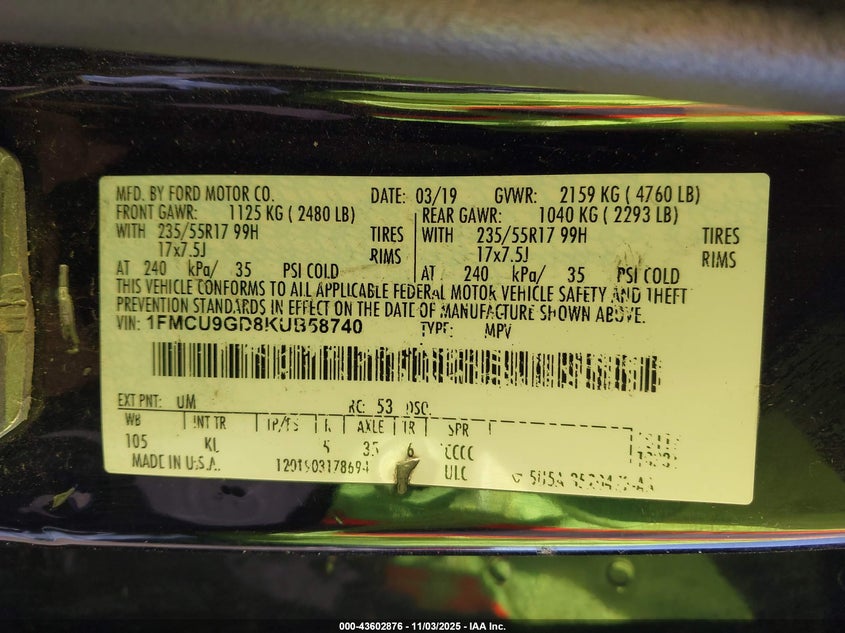 MFD. BY FORD MOTOR CO. DATE: 03/19 GVWR: 2159 KG ( 4760 LB)
FRONT GAWR: 1125 KG ( 2480 LB) REAR GAWR: 1040 KG ( 2293 LB)
WITH 235/55R17 99H TIRES WITH 235/55R17 99H TIRES
17x7.5J RIMS 17x7.5J RIMS
AT 240 kPa/ 35 PSI COLD AT 240 kPa/ 35 PSI COLD
THIS VEHICLE CONFORMS TO ALL APPLICABLE FEDERAL MOTOR VEHICLE SAFETY AND THEFT
PREVENTION STANDARDS IN EFFECT ON THE DATE OF MANUFACTURE SHOWN ABOVE.
VIN: 1FMCU9GD8KUB58740 TYPE: MPV
EXT PNT: UM RC: 53 DSO:
WB INT TR TP/PS R AXLE TR SPR
105 KL 5 35 6
MADE IN U.S.A. ULC
000-43602876 - 11/03/2025 - IAA Inc.